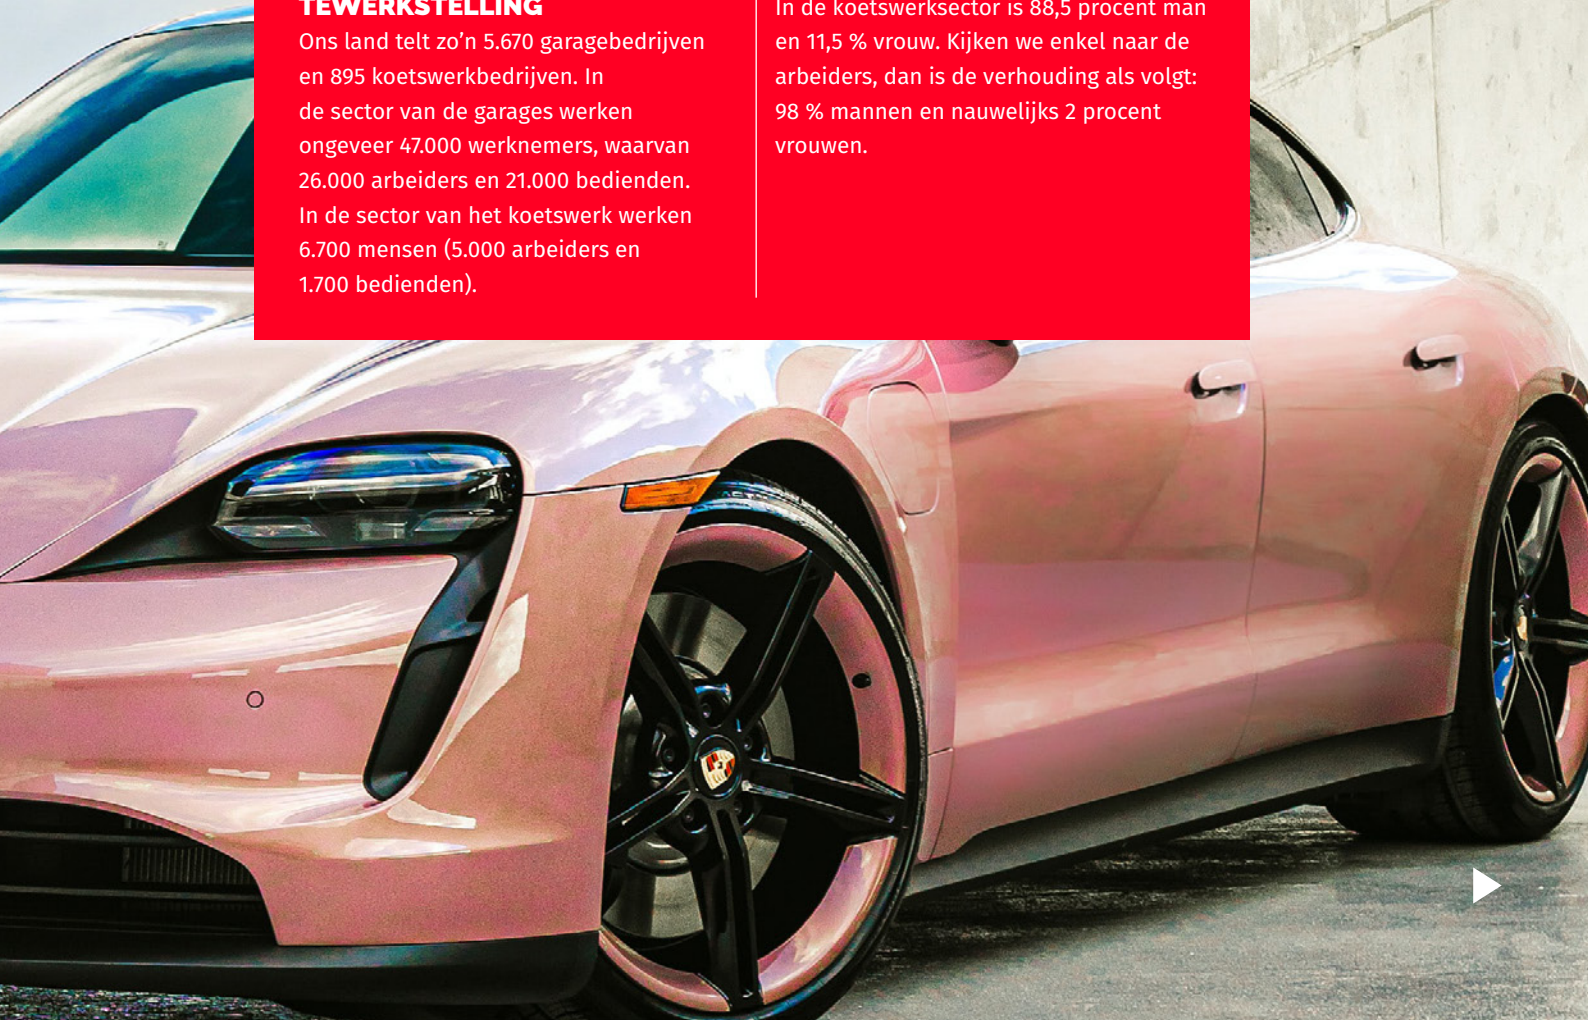 TEWERKSTELLING
Ons land telt zo’n 5.670 garagebedrijven
en 895 koetswerkbedrijven. In
de sector van de garages werken
ongeveer 47.000 werknemers, waarvan
26.000 arbeiders en 21.000 bedienden.
In de sector van het koetswerk werken
6.700 mensen (5.000 arbeiders en
1.700 bedienden).
In de koetswerksector is 88,5 procent man
en 11,5 % vrouw. Kijken we enkel naar de
arbeiders, dan is de verhouding als volgt:
98 % mannen en nauwelijks 2 procent
vrouwen.